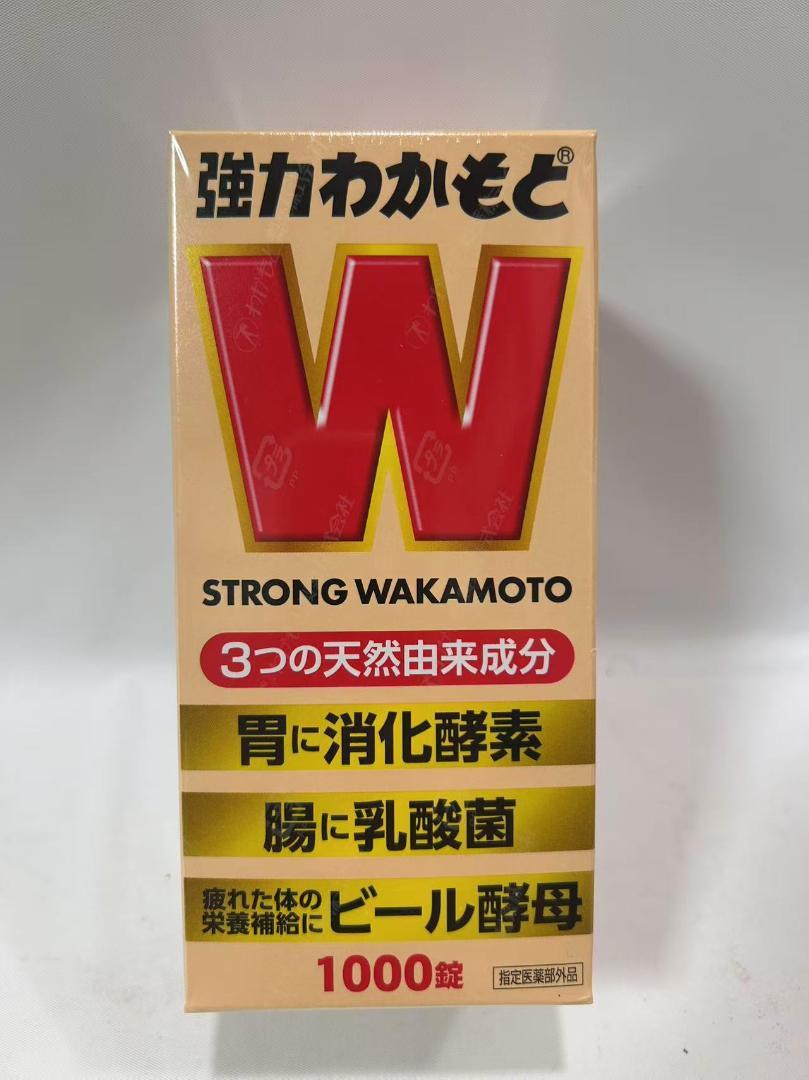 強力わかもと®
W
STRONG WAKAMOTO
3つの天然由来成分
胃に消化酵素
腸に乳酸菌
疲れた体の
栄養補給に
ビール酵母
1000錠
指定医薬部外品